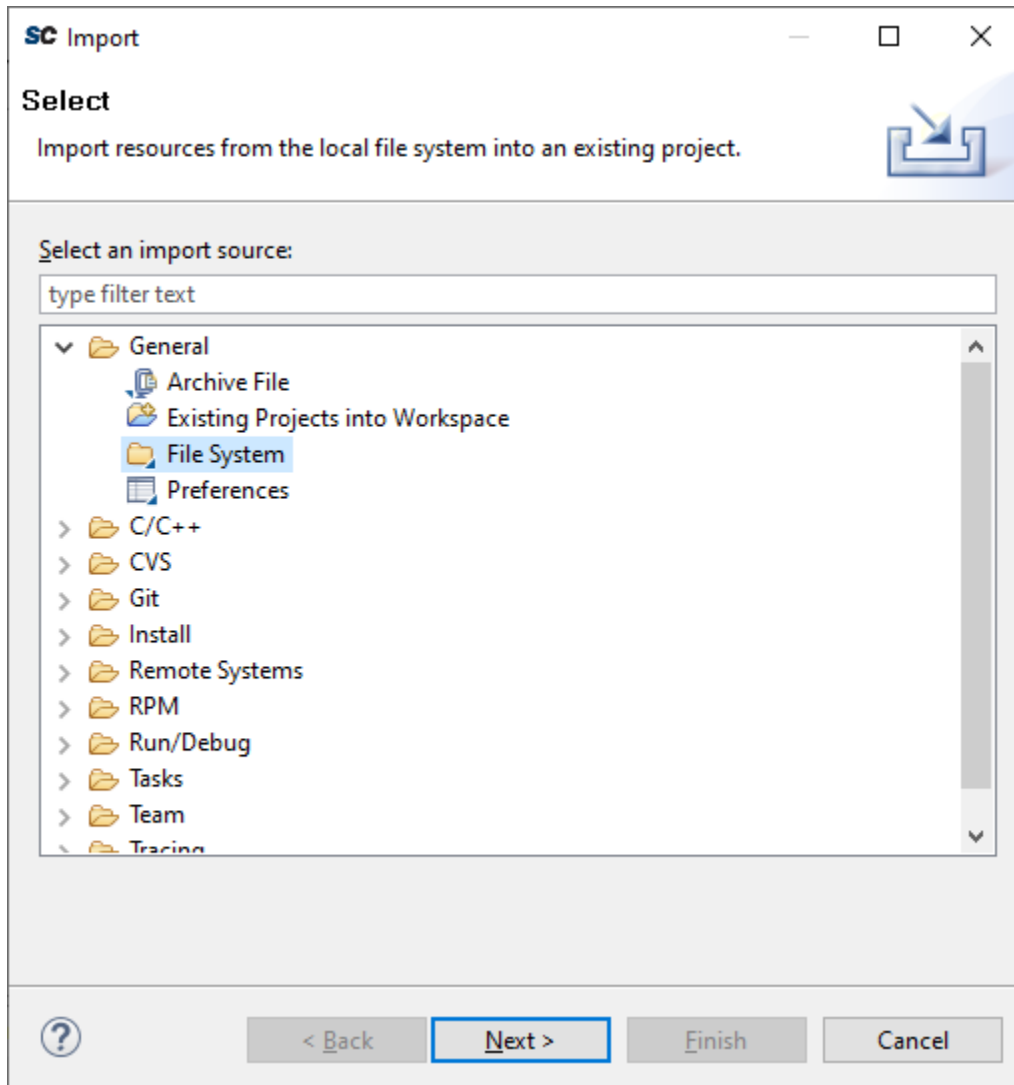 SC Import
Select
Import resources from the local file system into an existing project.
Select an import source:
type filter text
General
Archive File
Existing Projects into Workspace
File System
Preferences
C/C++
CVS
Git
Install
Remote Systems
RPM
Run/Debug
Tasks
Team
Tracing
?
< Back
Next >
Finish
Cancel